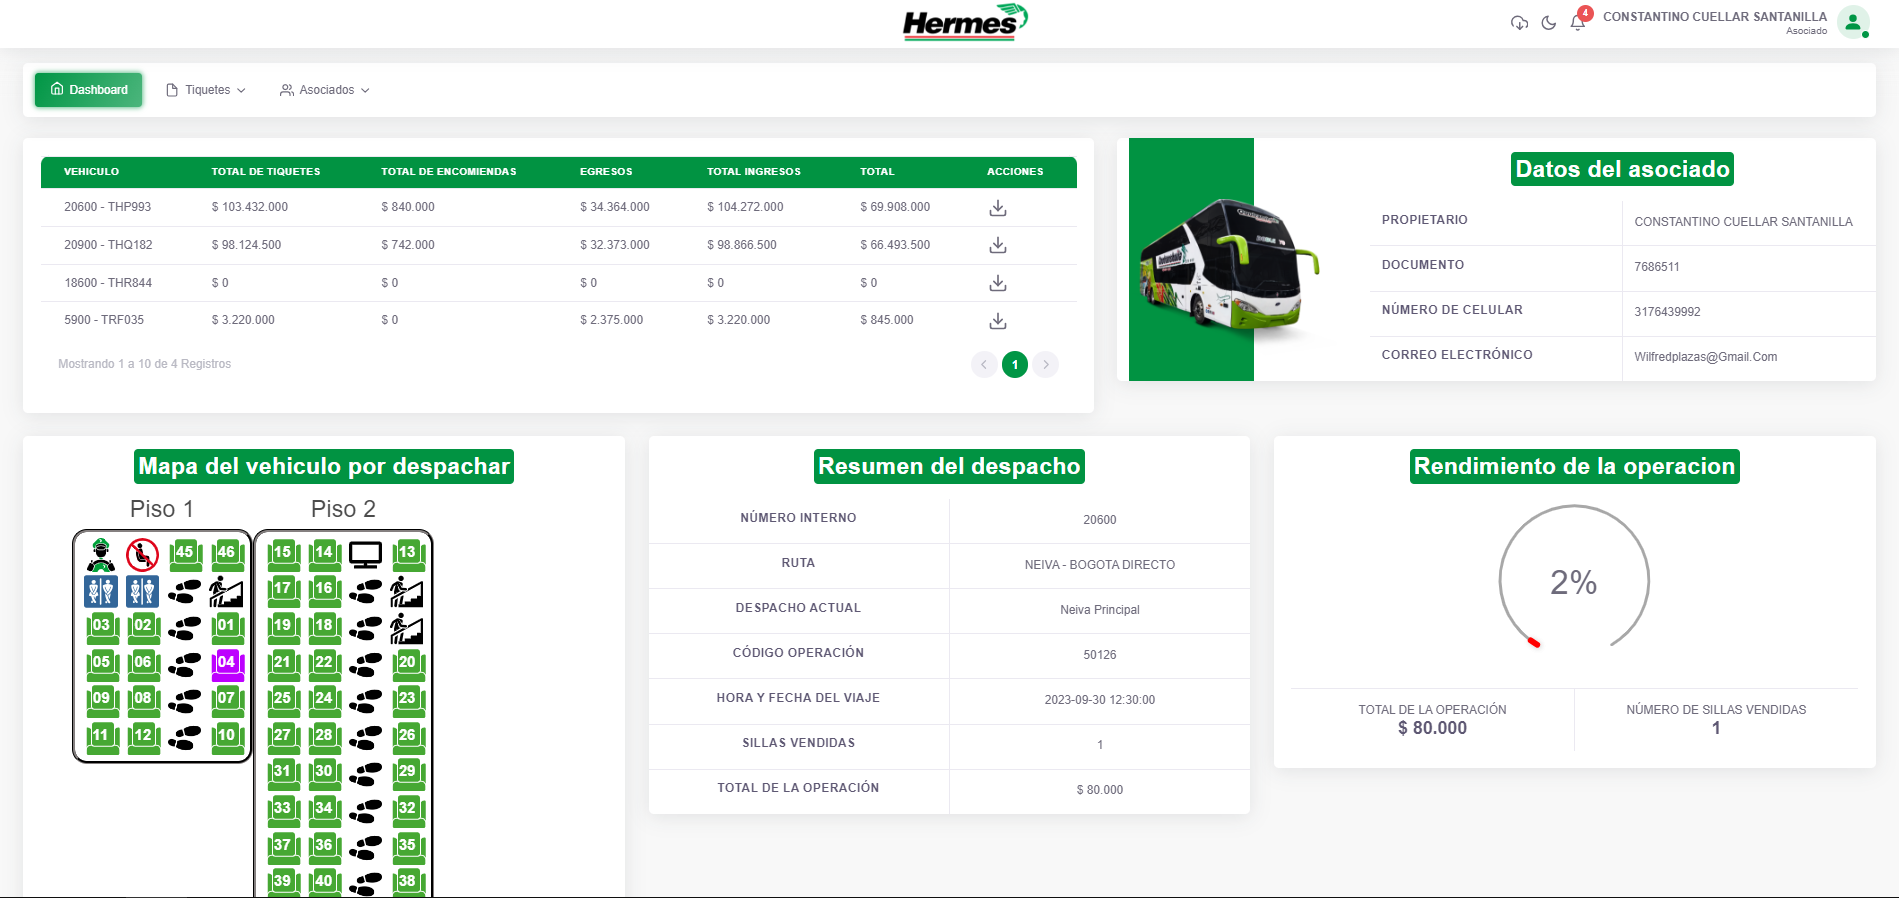 Hermes
4
CONSTANTINO CUELLAR SANTANILLA
Asociado
Dashboard
Tiquetes
Asociados
VEHICULO TOTAL DE TIQUETES TOTAL DE ENCOMIENDAS EGRESOS TOTAL INGRESOS TOTAL ACCIONES
20600 - THP993 $ 103.432.000 $ 840.000 $ 34.364.000 $ 104.272.000 $ 69.908.000
20900 - THQ182 $ 98.124.500 $ 742.000 $ 32.373.000 $ 98.866.500 $ 66.493.500
18600 - THR844 $ 0 $ 0 $ 0 $ 0 $ 0
5900 - TRF035 $ 3.220.000 $ 0 $ 2.375.000 $ 3.220.000 $ 845.000
Mostrando 1 a 10 de 4 Registros
1
Datos del asociado
PROPIETARIO CONSTANTINO CUELLAR SANTANILLA
DOCUMENTO 7686511
NÚMERO DE CELULAR 3176439992
CORREO ELECTRÓNICO Wilfredplazas@Gmail.Com
Mapa del vehiculo por despachar
Piso 1
45 46
03 02 01
05 06 04
09 08 07
11 12 10
Piso 2
15 14 13
17 16
19 18
21 22 20
25 24 23
27 28 26
31 30 29
33 34 32
37 36 35
39 40 38
Resumen del despacho
NÚMERO INTERNO 20600
RUTA NEIVA - BOGOTA DIRECTO
DESPACHO ACTUAL Neiva Principal
CÓDIGO OPERACIÓN 50126
HORA Y FECHA DEL VIAJE 2023-09-30 12:30:00
SILLAS VENDIDAS 1
TOTAL DE LA OPERACIÓN $ 80.000
Rendimiento de la operacion
2%
TOTAL DE LA OPERACIÓN
$ 80.000
NÚMERO DE SILLAS VENDIDAS
1